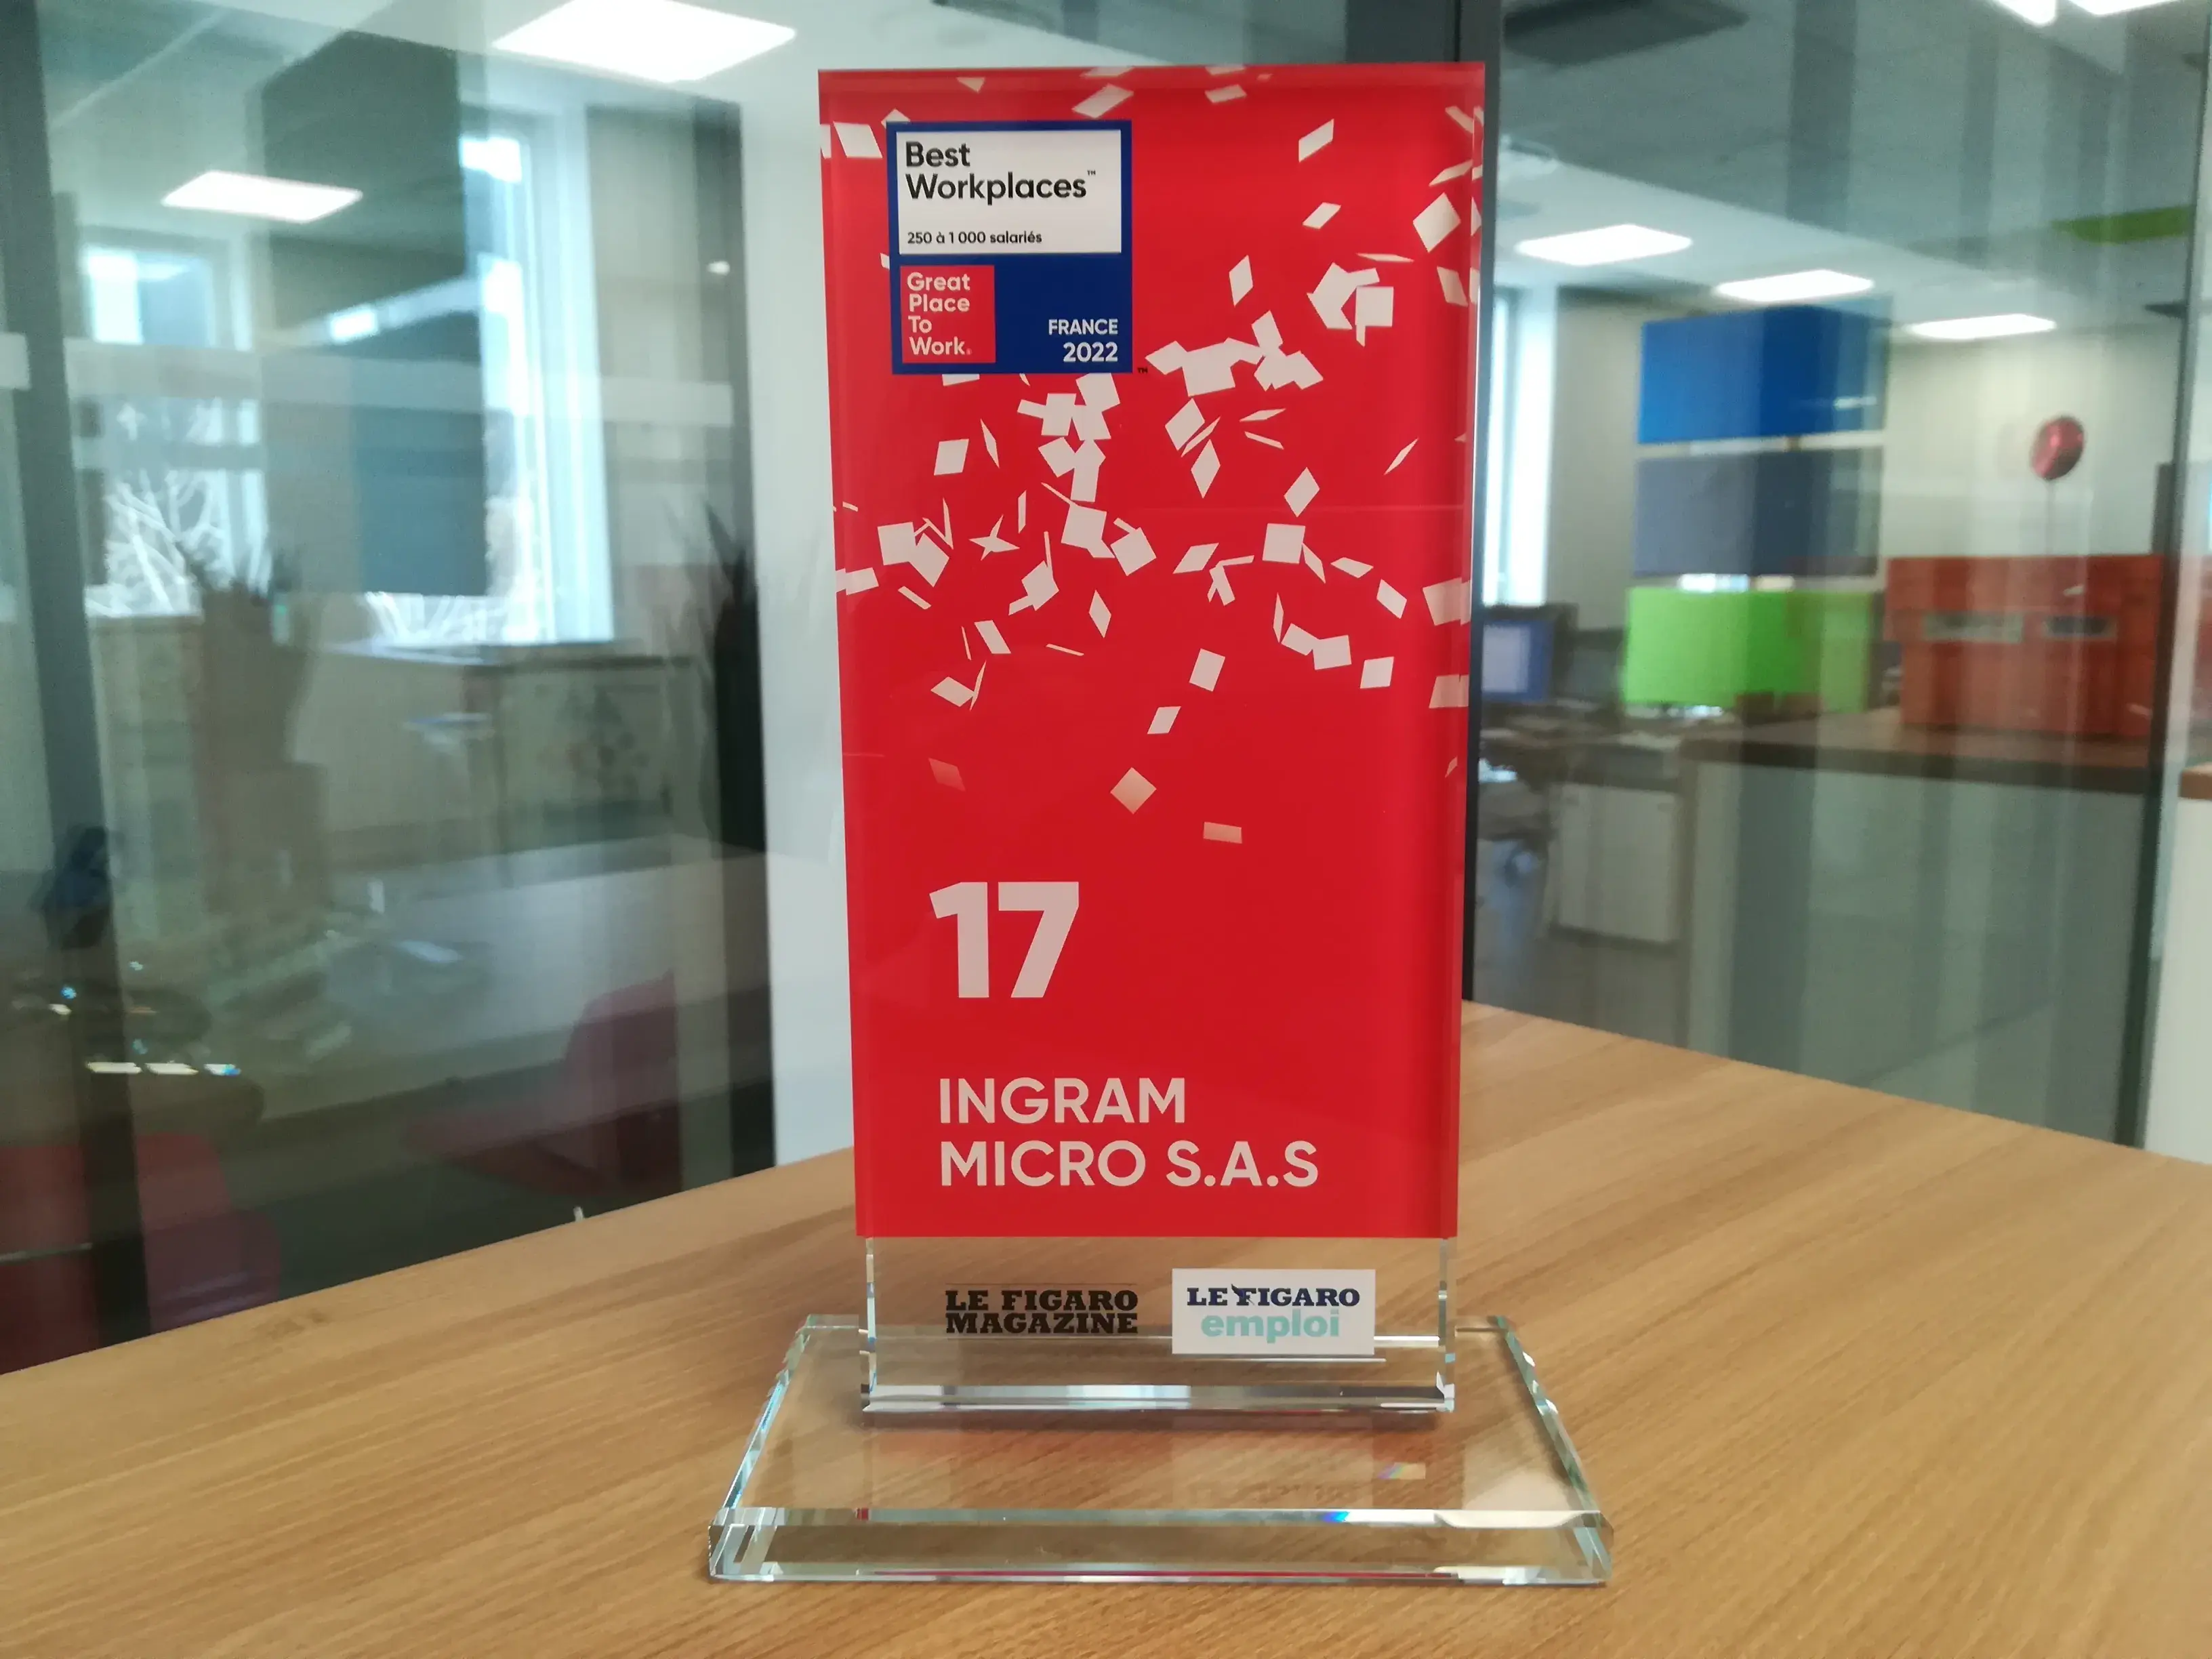 Best
Workplaces™
250 à 1 000 salariés
Great
Place
To
Work®
FRANCE
2022
™
17
INGRAM
MICRO S.A.S
LE FIGARO
MAGAZINE
LE FIGARO
emploi